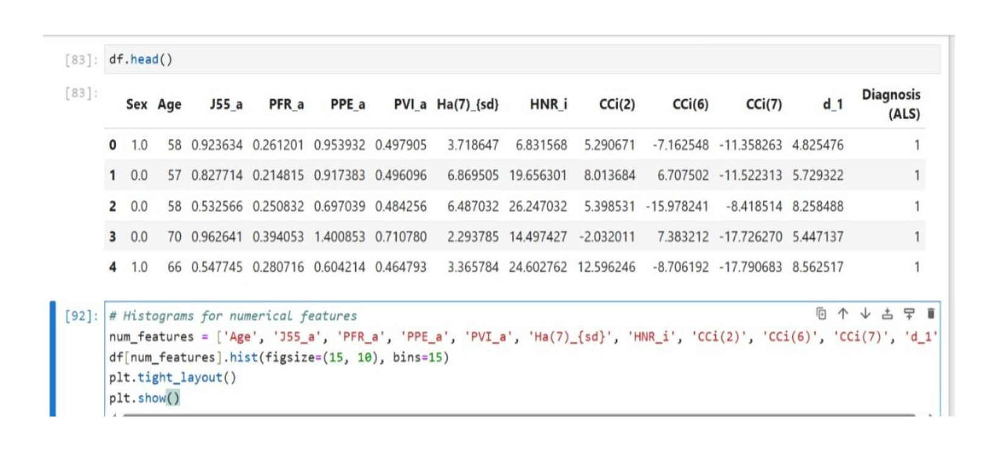 [83]: df.head()
[83]:
Sex Age J55_a PFR_a PPE_a PVI_a Ha(7)_{sd} HNR_i CCi(2) CCi(6) CCi(7) d_1 Diagnosis (ALS)
0 1.0 58 0.923634 0.261201 0.953932 0.497905 3.718647 6.831568 5.290671 -7.162548 -11.358263 4.825476 1
1 0.0 57 0.827714 0.214815 0.917383 0.496096 6.869505 19.656301 8.013684 6.707502 -11.522313 5.729322 1
2 0.0 58 0.532566 0.250832 0.697039 0.484256 6.487032 26.247032 5.398531 -15.978241 -8.418514 8.258488 1
3 0.0 70 0.962641 0.394053 1.400853 0.710780 2.293785 14.497427 -2.032011 7.383212 -17.726270 5.447137 1
4 1.0 66 0.547745 0.280716 0.604214 0.464793 3.365784 24.602762 12.596246 -8.706192 -17.790683 8.562517 1
[92]: # Histograms for numerical features
num_features = ['Age', 'J55_a', 'PFR_a', 'PPE_a', 'PVI_a', 'Ha(7)_{sd}', 'HNR_i', 'CCi(2)', 'CCi(6)', 'CCi(7)', 'd_1'
df[num_features].hist(figsize=(15, 10), bins=15)
plt.tight_layout()
plt.show()